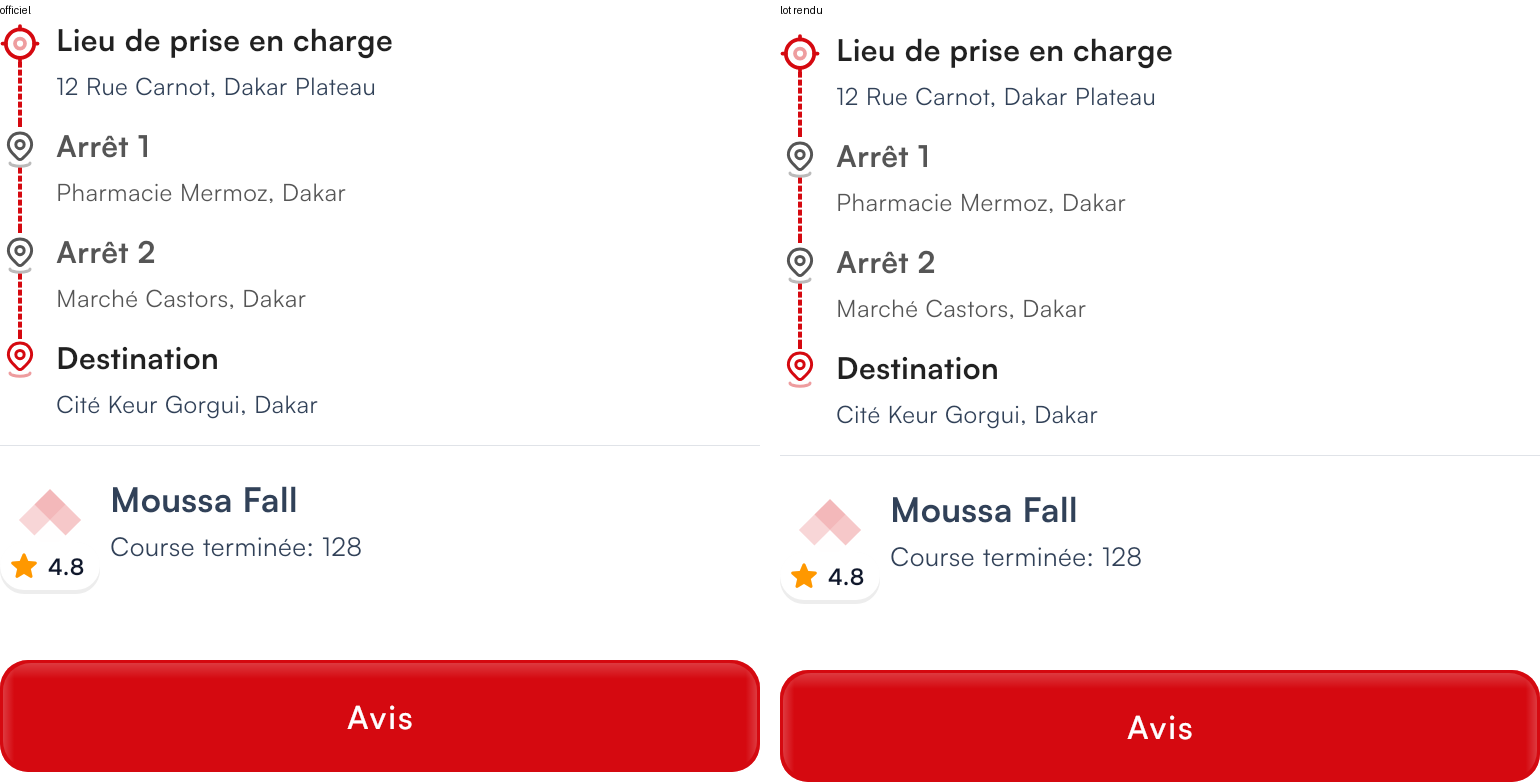 officiel
Lieu de prise en charge
12 Rue Carnot, Dakar Plateau
Arrêt 1
Pharmacie Mermoz, Dakar
Arrêt 2
Marché Castors, Dakar
Destination
Cité Keur Gorgui, Dakar
Moussa Fall
Course terminée: 128
4.8
Avis
lot rendu
Lieu de prise en charge
12 Rue Carnot, Dakar Plateau
Arrêt 1
Pharmacie Mermoz, Dakar
Arrêt 2
Marché Castors, Dakar
Destination
Cité Keur Gorgui, Dakar
Moussa Fall
Course terminée: 128
4.8
Avis